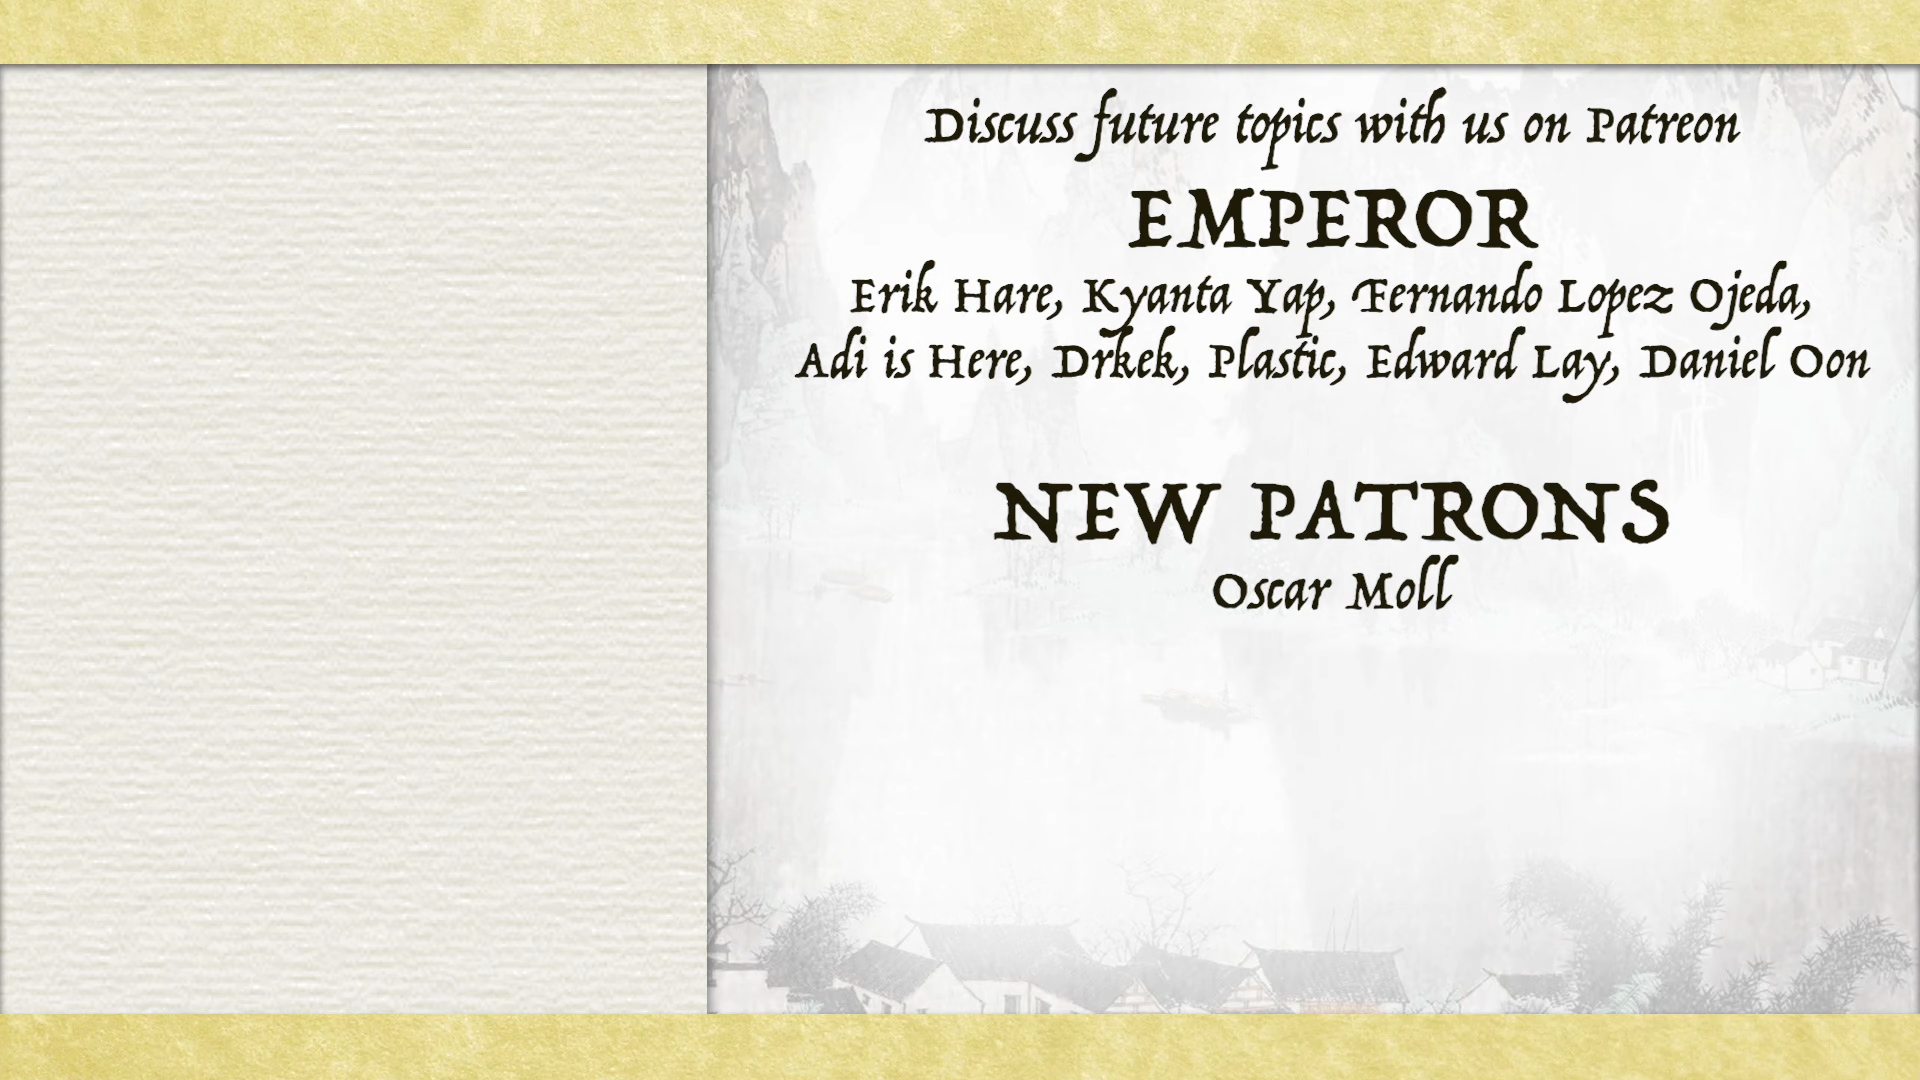 Discuss future topics with us on Patreon
EMPEROR
Erik Hare, Kyanta Yap, Fernando Lopez Ojeda,
Adi is Here, Drkek, Plastic, Edward Lay, Daniel Oon
NEW PATRONS
Oscar Moll